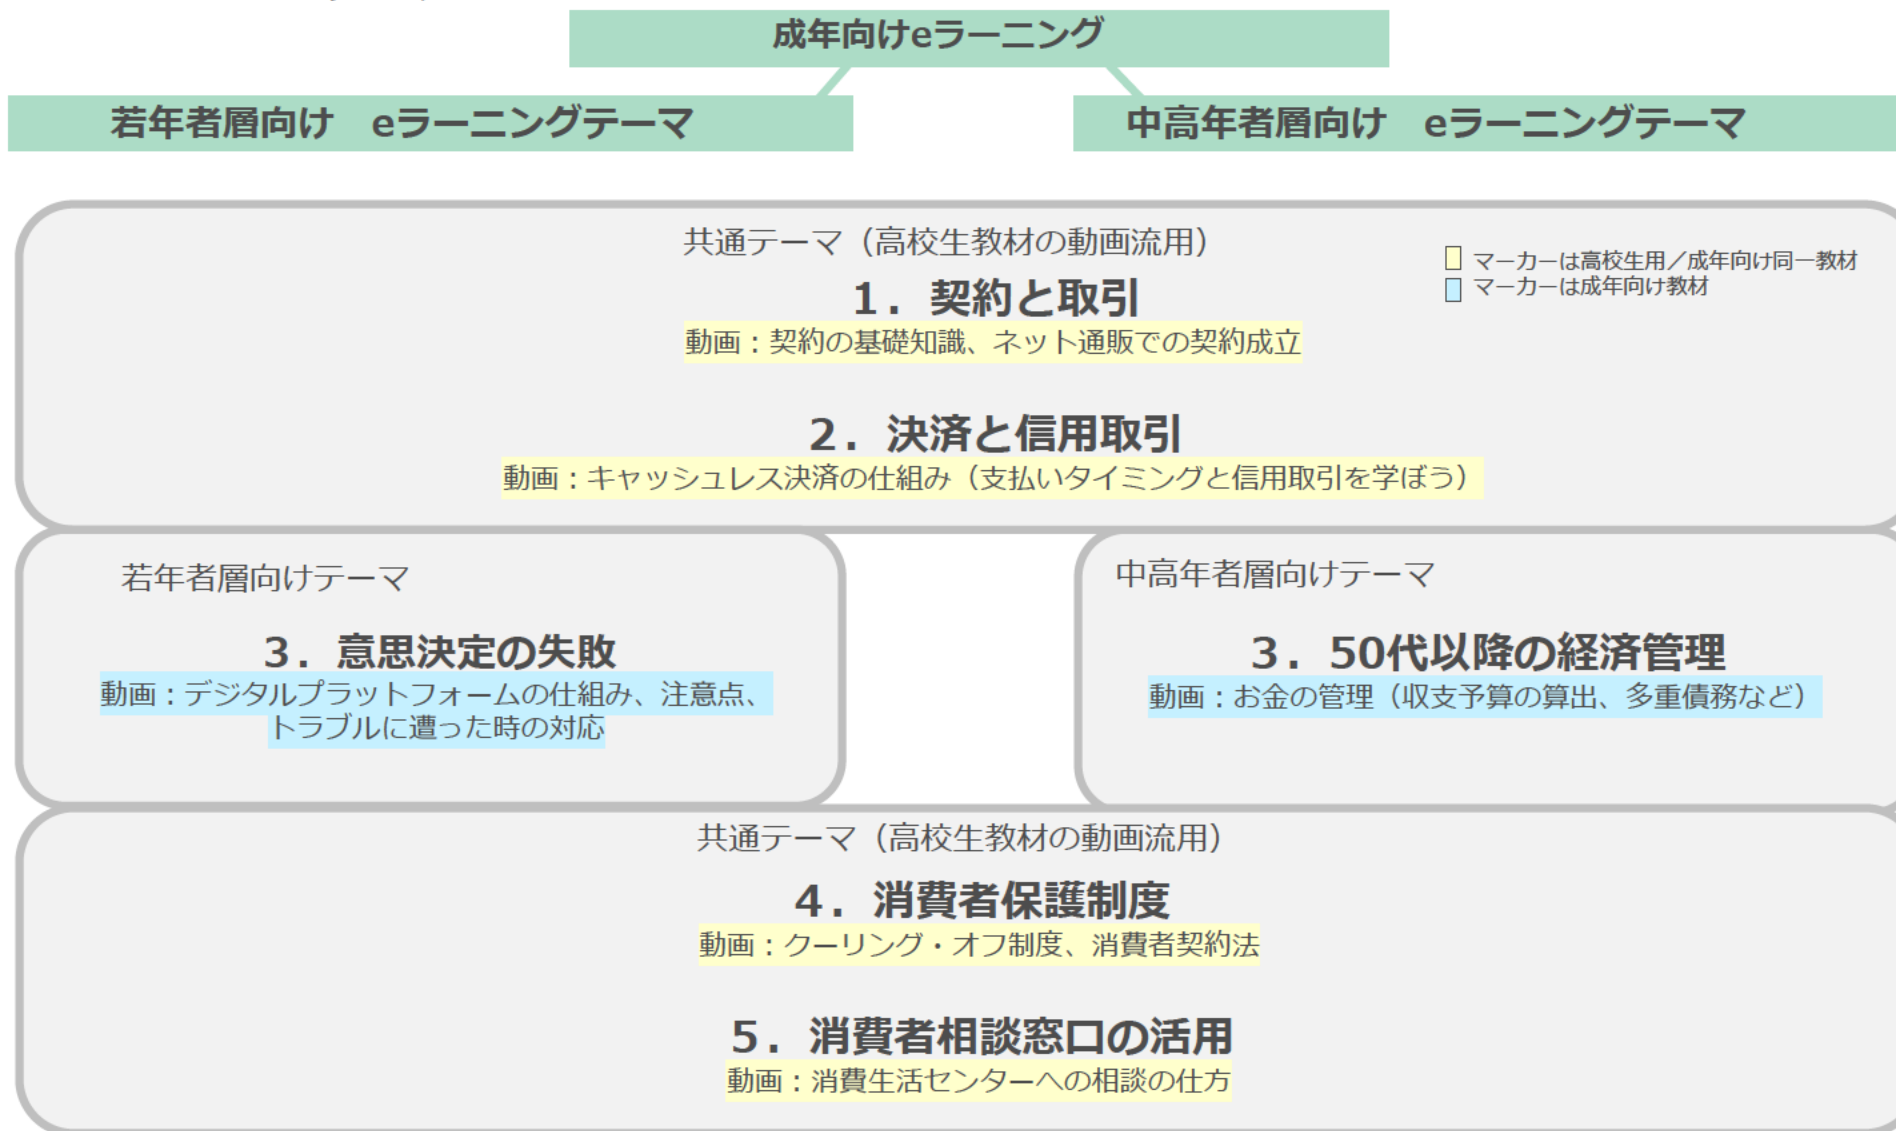 成年向けeラーニング
若年者層向け　eラーニングテーマ
中高年者層向け　eラーニングテーマ
共通テーマ（高校生教材の動画流用）
マーカーは高校生用／成年向け同一教材
マーカーは成年向け教材
1．契約と取引
動画：契約の基礎知識、ネット通販での契約成立
2．決済と信用取引
動画：キャッシュレス決済の仕組み（支払いタイミングと信用取引を学ぼう）
若年者層向けテーマ
3．意思決定の失敗
動画：デジタルプラットフォームの仕組み、注意点、
トラブルに遭った時の対応
中高年者層向けテーマ
3．50代以降の経済管理
動画：お金の管理（収支予算の算出、多重債務など）
共通テーマ（高校生教材の動画流用）
4．消費者保護制度
動画：クーリング・オフ制度、消費者契約法
5．消費者相談窓口の活用
動画：消費生活センターへの相談の仕方